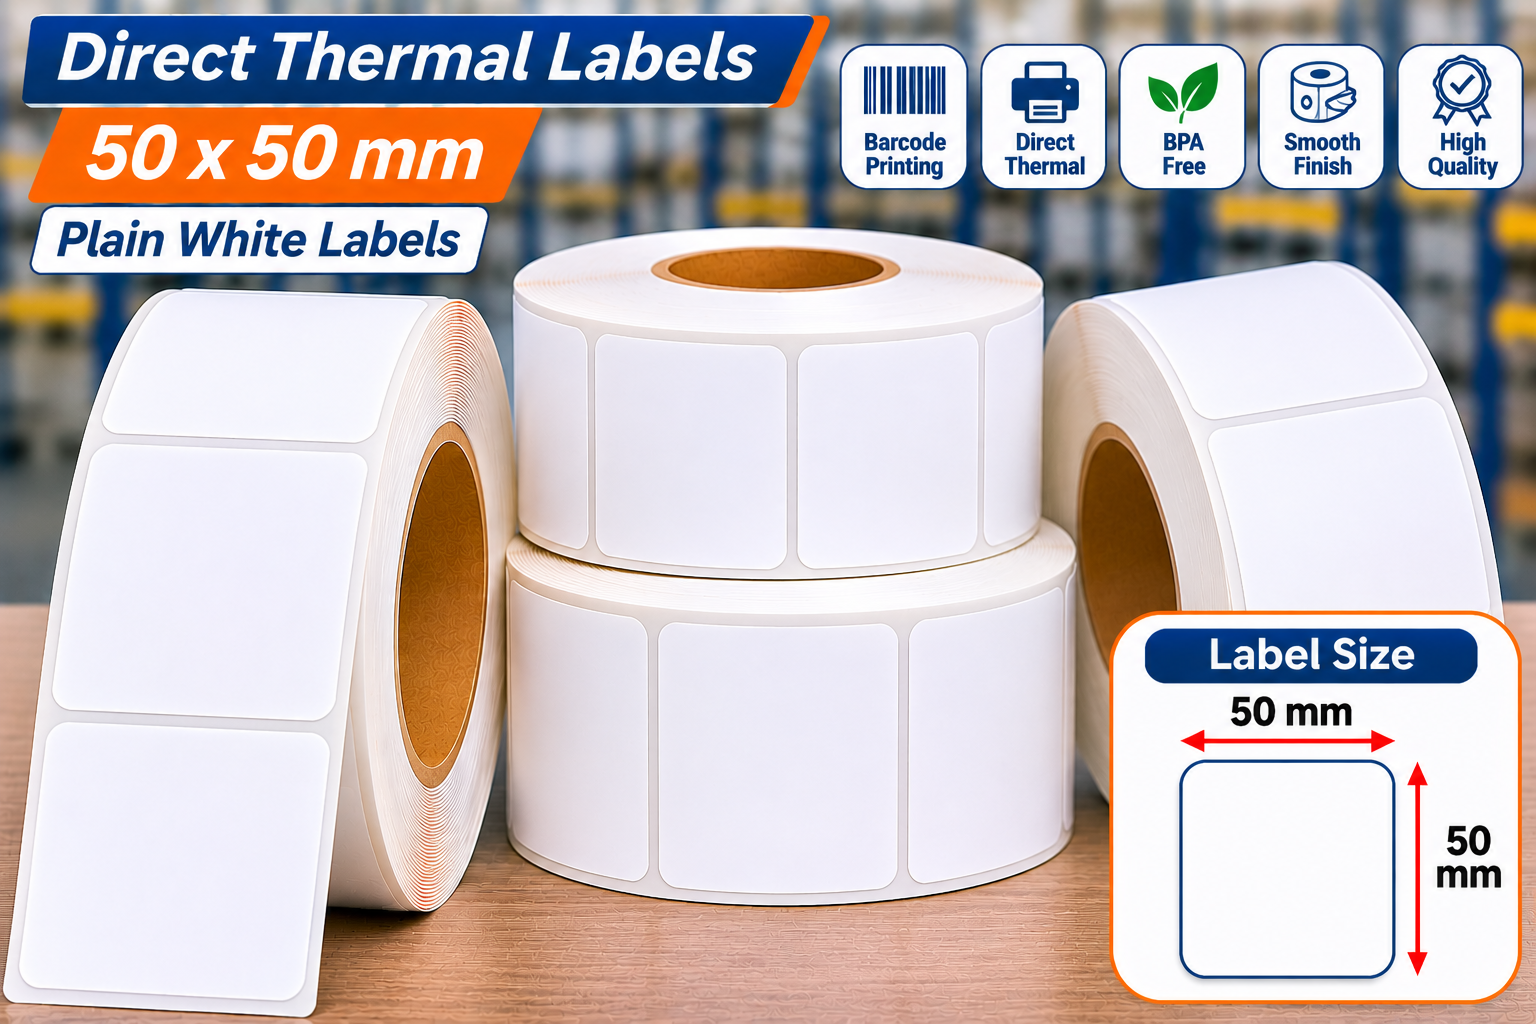 Direct Thermal Labels
50 x 50 mm
Plain White Labels
Barcode
Printing
Direct
Thermal
BPA
Free
Smooth
Finish
High
Quality
Label Size
50 mm
50
mm